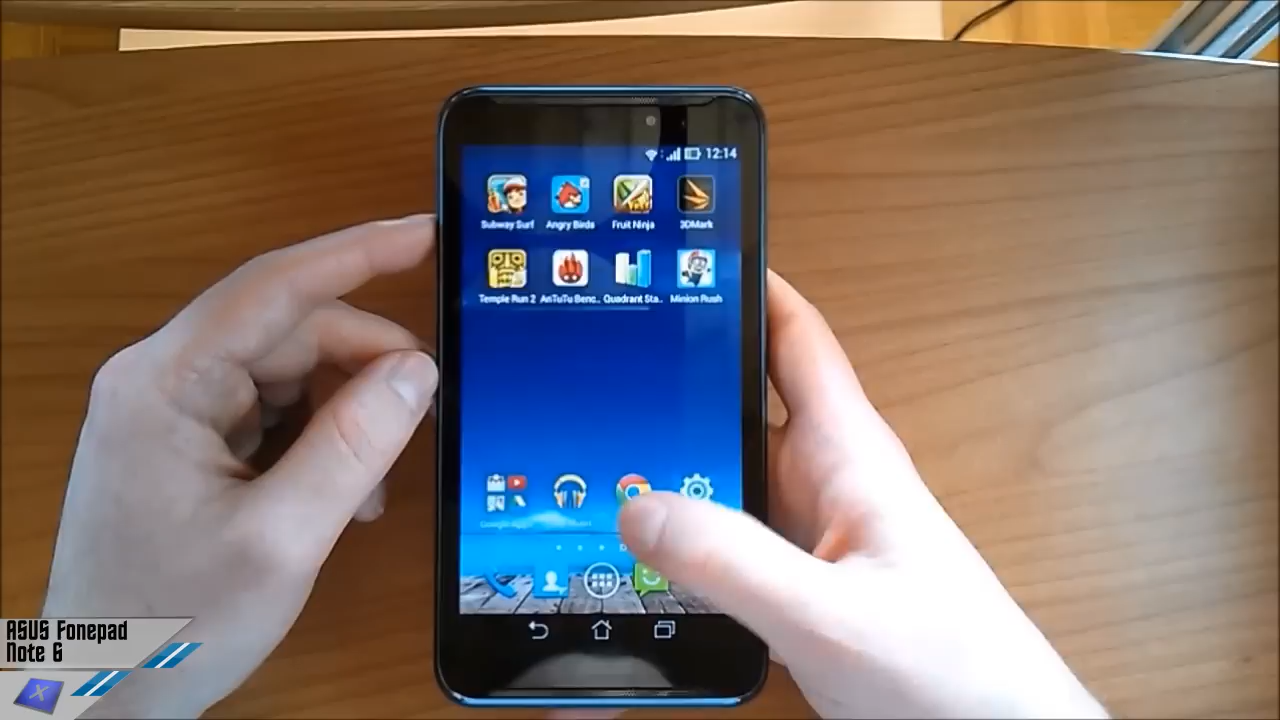 12:14
Subway Surf Angry Birds Fruit Ninja 3DMark
Temple Run 2 AnTuTu Benc.. Quadrant Sta.. Minion Rush
ASUS Fonepad
Note 6
X